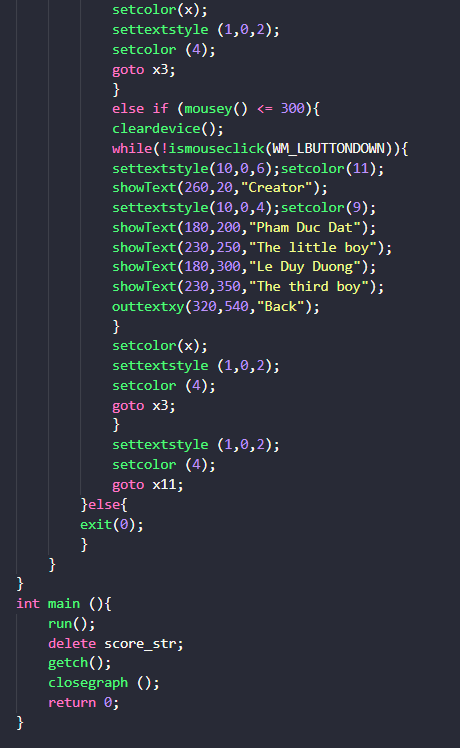 setcolor(x);
settextstyle (1,0,2);
setcolor (4);
goto x3;
}
else if (mousey() <= 300){
cleardevice();
while(!ismouseclick(WM_LBUTTONDOWN)){
settextstyle(10,0,6);setcolor(11);
showText(260,20,"Creator");
settextstyle(10,0,4);setcolor(9);
showText(180,200,"Pham Duc Dat");
showText(230,250,"The little boy");
showText(180,300,"Le Duy Duong");
showText(230,350,"The third boy");
outtextxy(320,540,"Back");
}
setcolor(x);
settextstyle (1,0,2);
setcolor (4);
goto x3;
}
settextstyle (1,0,2);
setcolor (4);
goto x11;
}else{
exit(0);
}
}
}
int main (){
run();
delete score_str;
getch();
closegraph ();
return 0;
}